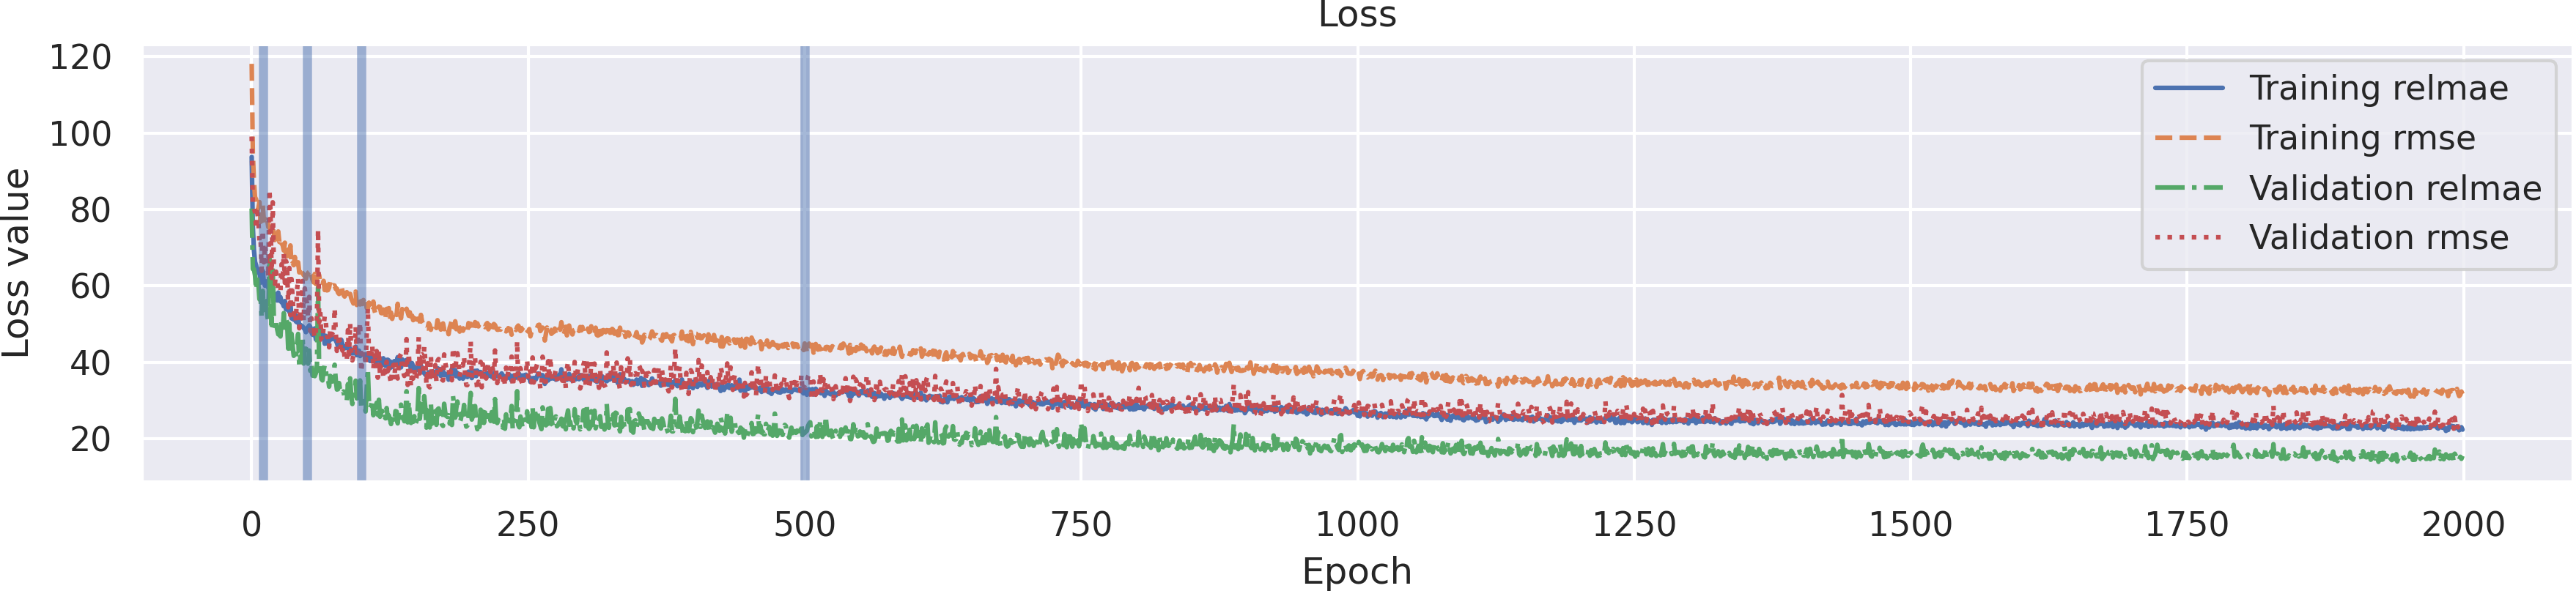 Loss
120
100
80
60
40
20
Loss value
Training relmae
Training rmse
Validation relmae
Validation rmse
0 250 500 750 1000 1250 1500 1750 2000
Epoch